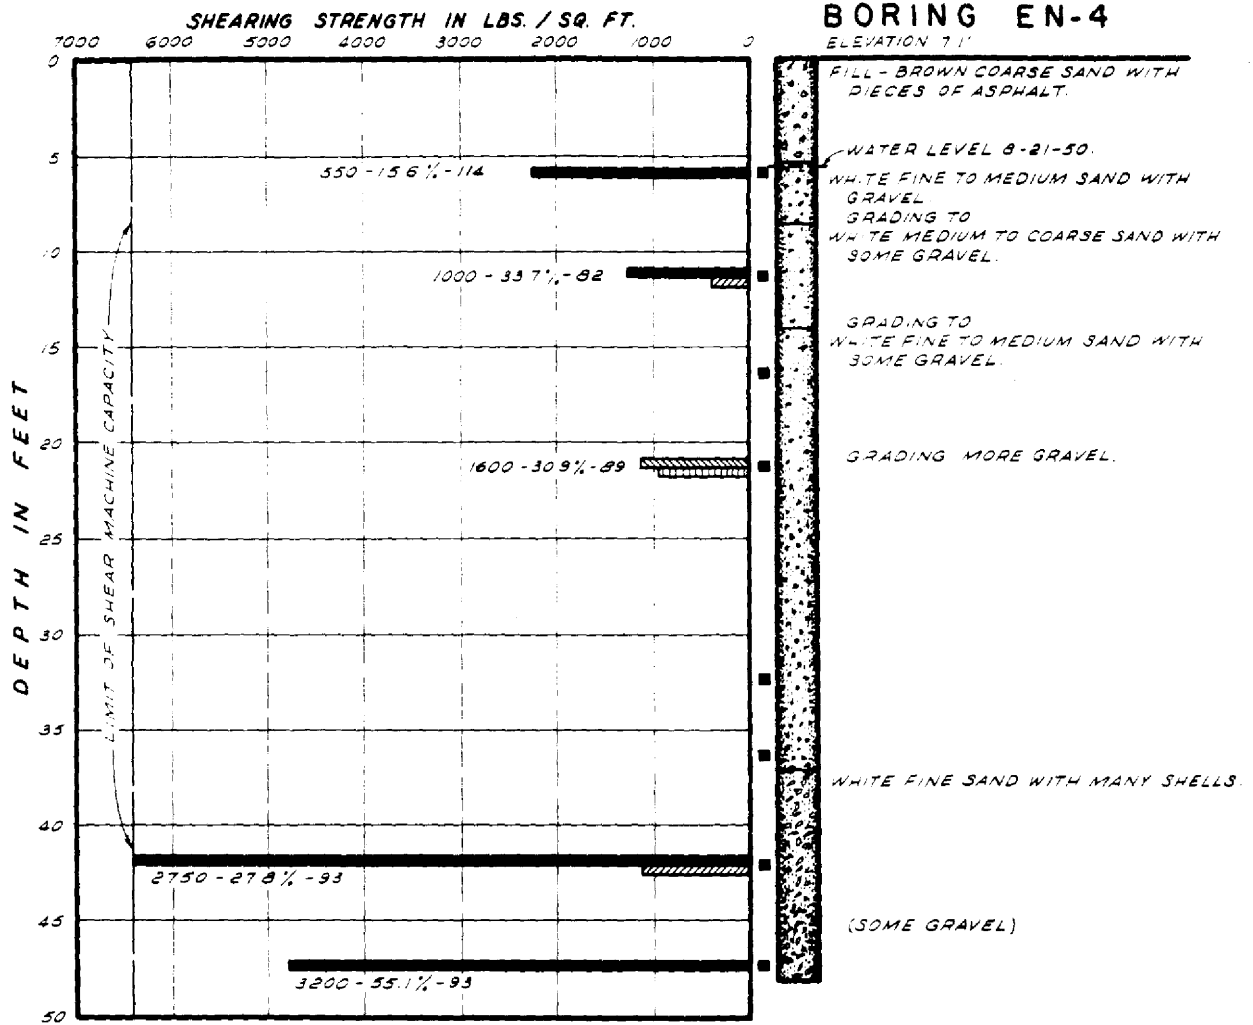 SHEARING STRENGTH IN LBS. / SQ. FT.
7000 6000 5000 4000 3000 2000 1000 0
BORING EN-4
ELEVATION 7.1'
0
FILL - BROWN COARSE SAND WITH
PIECES OF ASPHALT.
5
WATER LEVEL 8-21-50.
550 - 15.6% - 114
WHITE FINE TO MEDIUM SAND WITH
GRAVEL.
GRADING TO
WHITE MEDIUM TO COARSE SAND WITH
SOME GRAVEL.
10
1000 - 33.7% - 82
GRADING TO
WHITE FINE TO MEDIUM SAND WITH
SOME GRAVEL.
15
20
1600 - 30.9% - 89
GRADING MORE GRAVEL.
25
30
35
WHITE FINE SAND WITH MANY SHELLS.
40
2750 - 27.8% - 93
45
(SOME GRAVEL)
3200 - 55.1% - 93
50
DEPTH IN FEET
LIMIT OF SHEAR MACHINE CAPACITY